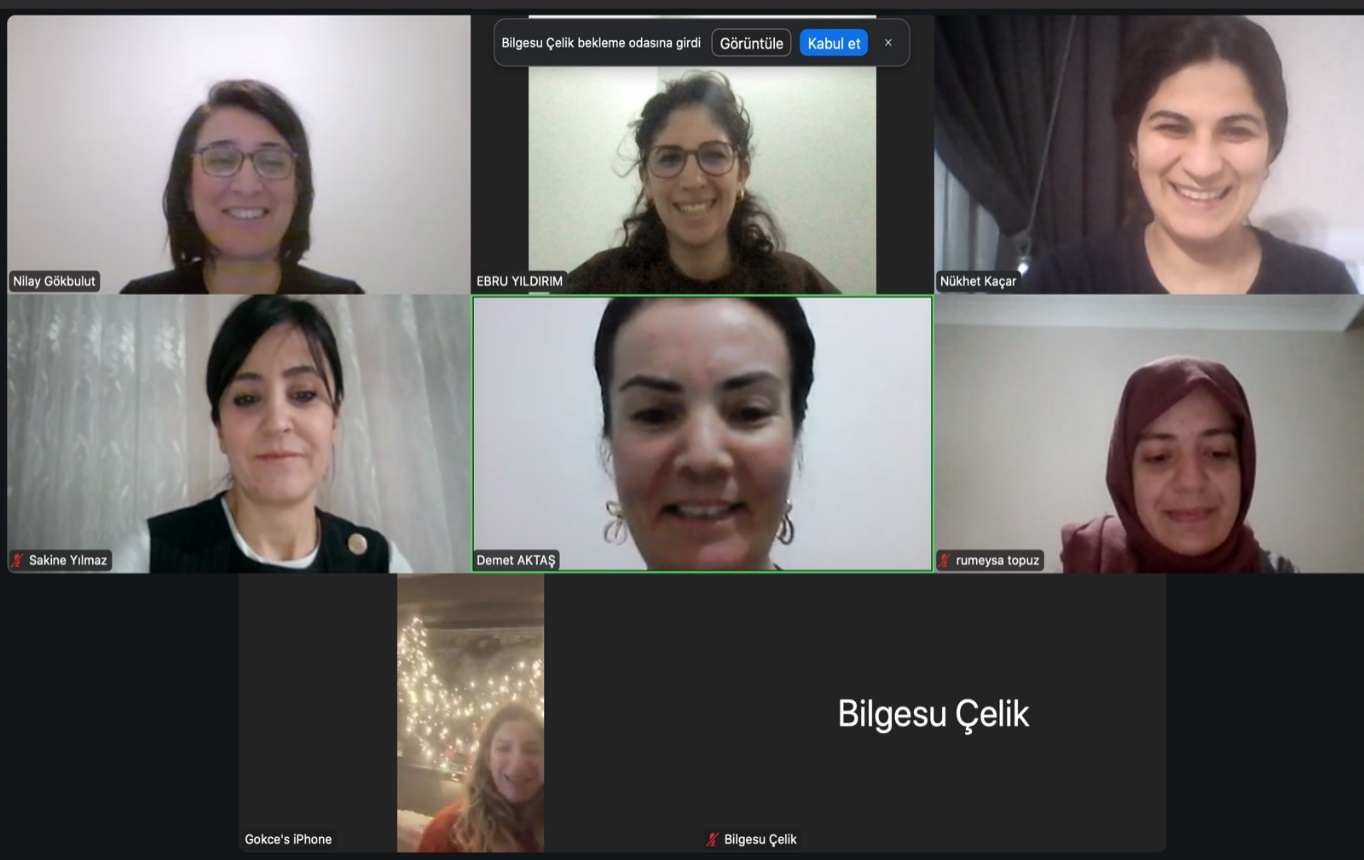 Bilgesu Çelik bekleme odasına girdi Görüntüle Kabul et
Nilay Gökbulut
EBRU YILDIRIM
Nükhet Kaçar
Sakine Yılmaz
Demet AKTAŞ
rumeysa topuz
Bilgesu Çelik
Gokce's iPhone
Bilgesu Çelik